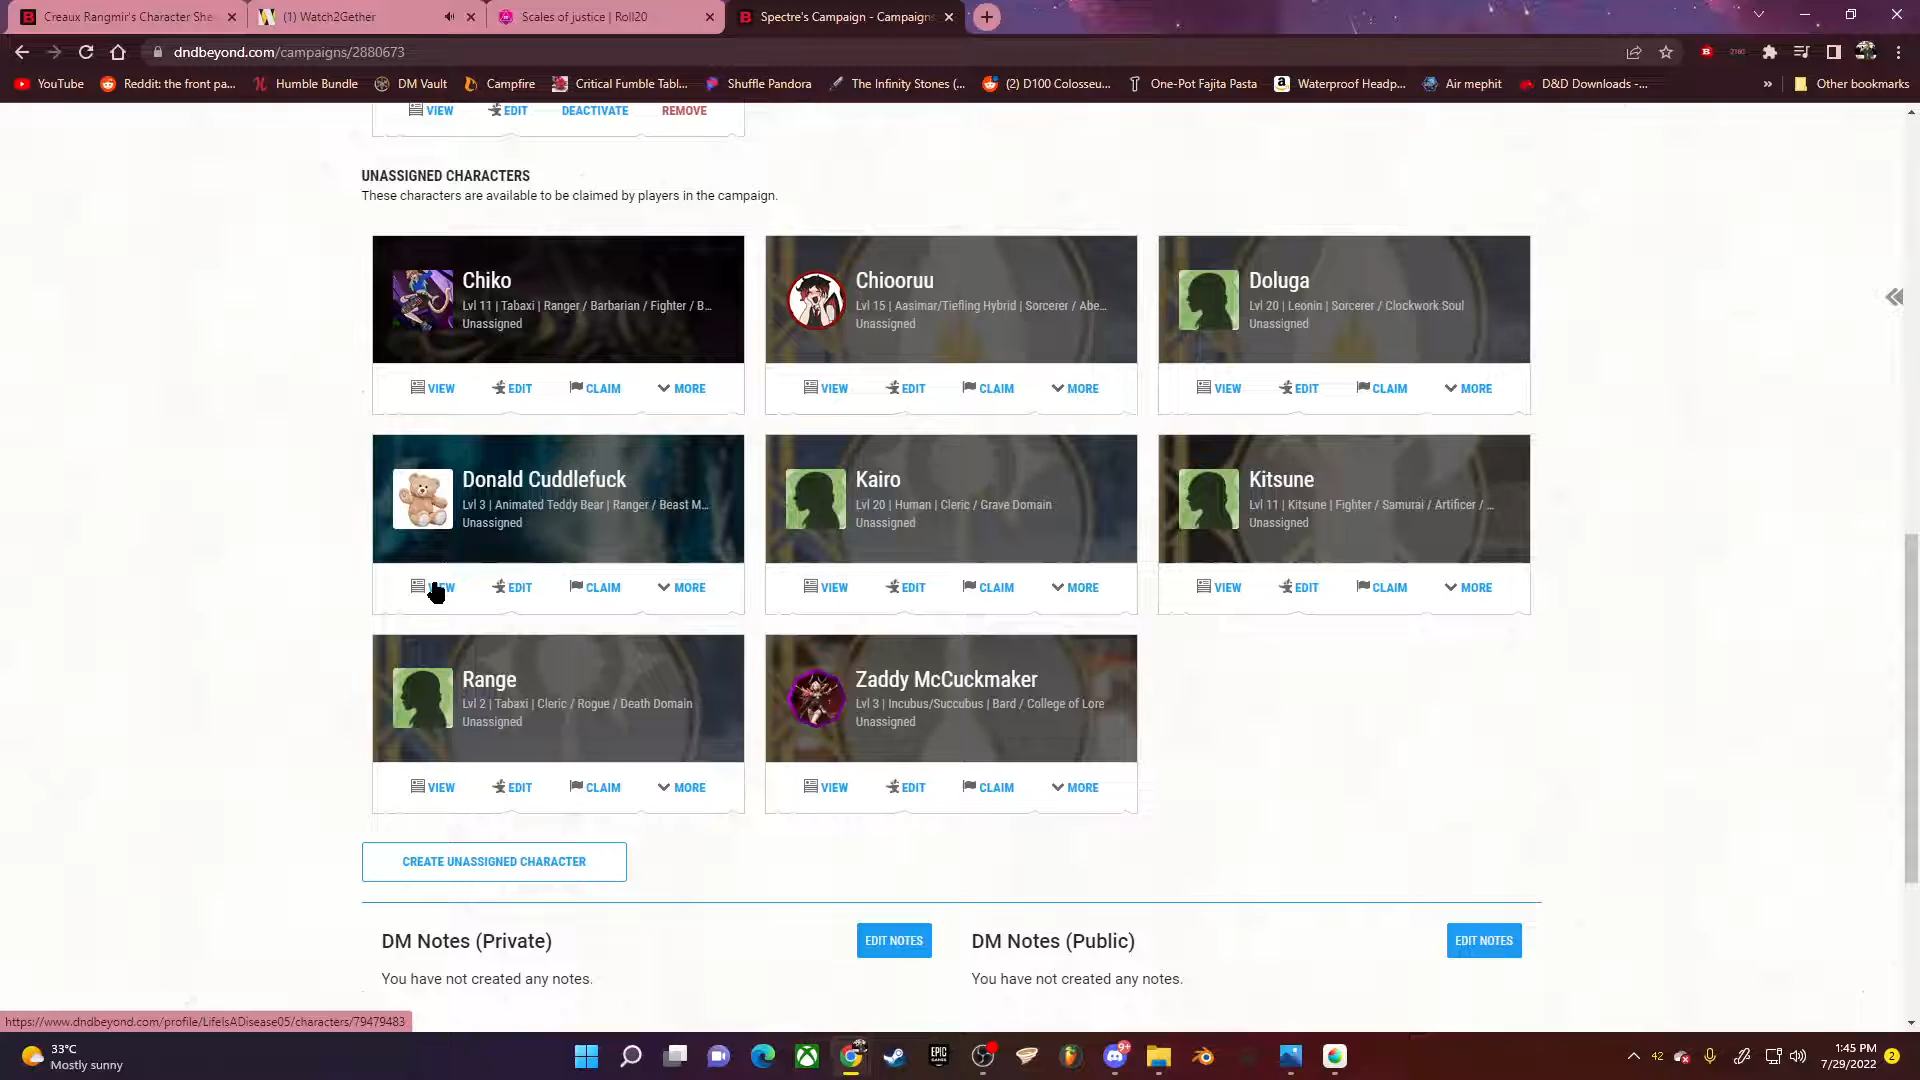 Creaux Rangmir's Character She
(1) Watch2Gether
Scales of justice | Roll20
Spectre's Campaign - Campaigns
dndbeyond.com/campaigns/2880673
YouTube
Reddit: the front pa...
Humble Bundle
DM Vault
Campfire
Critical Fumble Tabl...
Shuffle Pandora
The Infinity Stones (...
(2) D100 Colosseu...
One-Pot Fajita Pasta
Waterproof Headp...
Air mephit
D&D Downloads -...
»
Other bookmarks
VIEW EDIT DEACTIVATE REMOVE
UNASSIGNED CHARACTERS
These characters are available to be claimed by players in the campaign.
Chiko
Lvl 11 | Tabaxi | Ranger / Barbarian / Fighter / B...
Unassigned
VIEW EDIT CLAIM MORE
Chiooruu
Lvl 15 | Aasimar/Tiefling Hybrid | Sorcerer / Abe...
Unassigned
VIEW EDIT CLAIM MORE
Doluga
Lvl 20 | Leonin | Sorcerer / Clockwork Soul
Unassigned
VIEW EDIT CLAIM MORE
Donald Cuddlefuck
Lvl 3 | Animated Teddy Bear | Ranger / Beast M...
Unassigned
VIEW EDIT CLAIM MORE
Kairo
Lvl 20 | Human | Cleric / Grave Domain
Unassigned
VIEW EDIT CLAIM MORE
Kitsune
Lvl 11 | Kitsune | Fighter / Samurai / Artificer / ...
Unassigned
VIEW EDIT CLAIM MORE
Range
Lvl 2 | Tabaxi | Cleric / Rogue / Death Domain
Unassigned
VIEW EDIT CLAIM MORE
Zaddy McCuckmaker
Lvl 3 | Incubus/Succubus | Bard / College of Lore
Unassigned
VIEW EDIT CLAIM MORE
CREATE UNASSIGNED CHARACTER
DM Notes (Private)
EDIT NOTES
You have not created any notes.
DM Notes (Public)
EDIT NOTES
You have not created any notes.
https://www.dndbeyond.com/profile/LifeIsADisease05/characters/79479483
33°C
Mostly sunny
EPIC
GAMES
9+
42
1:45 PM
7/29/2022
2